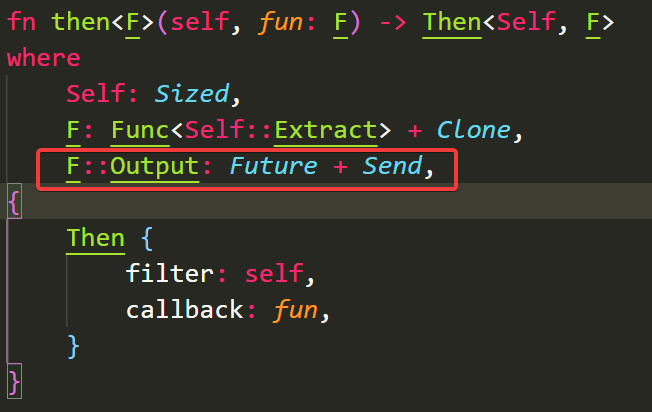 fn then<F>(self, fun: F) -> Then<Self, F>
where
    Self: Sized,
    F: Func<Self::Extract> + Clone,
    F::Output: Future + Send,
{
    Then {
        filter: self,
        callback: fun,
    }
}